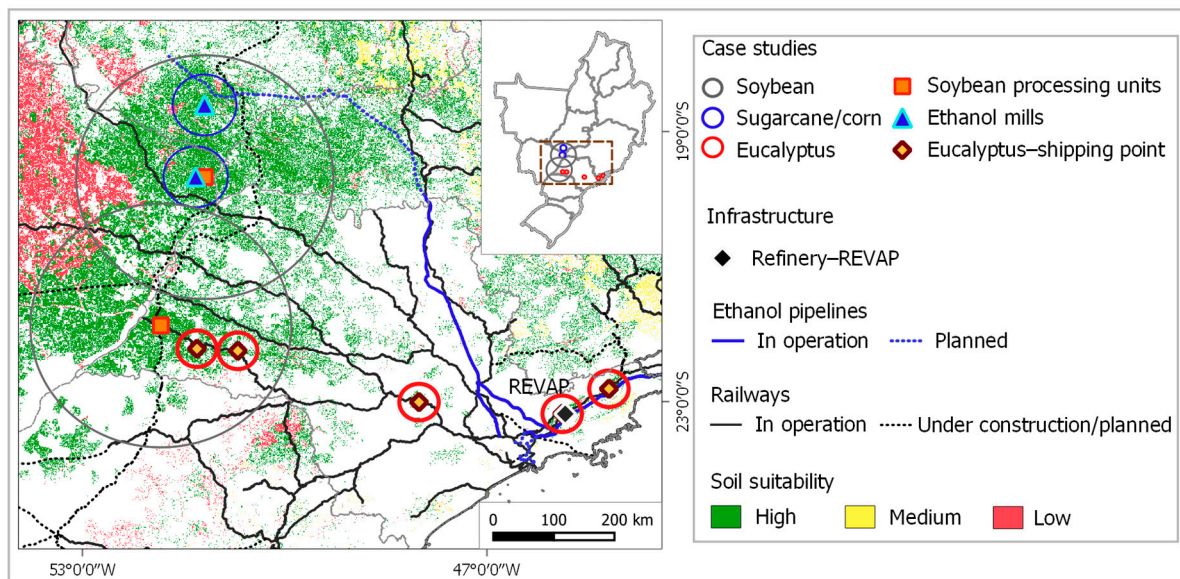 REVAP
0 100 200 km
53°0'0"W
47°0'0"W
19°0'0"S
23°0'0"S
Case studies
Soybean
Soybean processing units
Sugarcane/corn
Ethanol mills
Eucalyptus
Eucalyptus–shipping point
Infrastructure
Refinery–REVAP
Ethanol pipelines
In operation
Planned
Railways
In operation
Under construction/planned
Soil suitability
High
Medium
Low